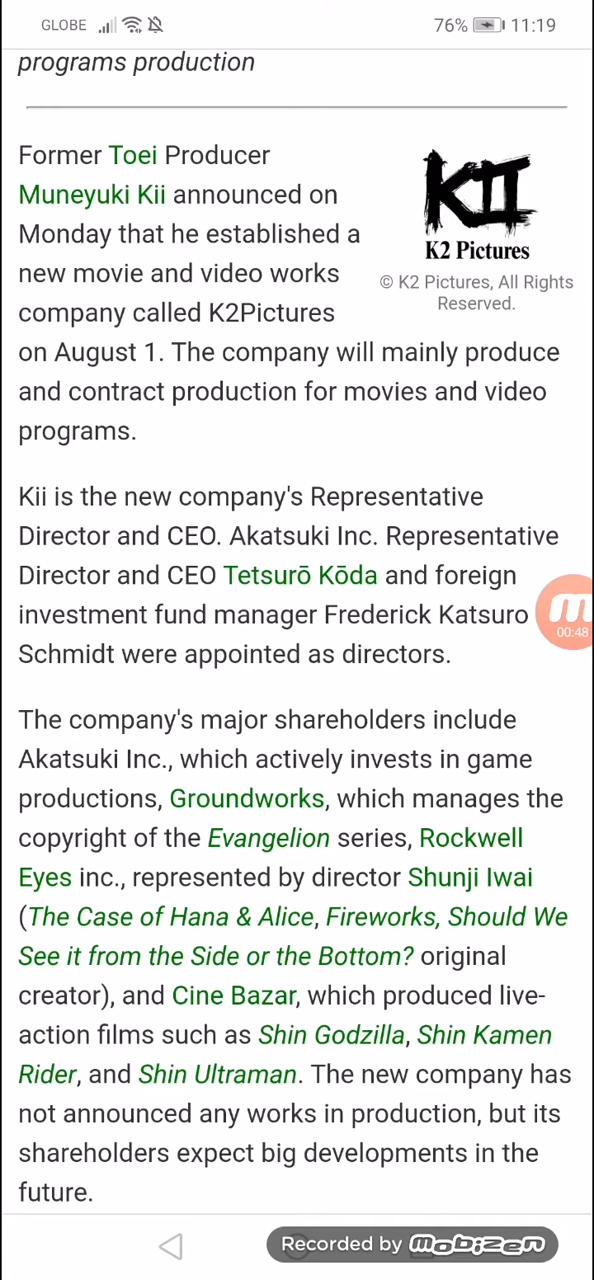 GLOBE 76% 11:19
programs production
Former Toei Producer
Muneyuki Kii announced on
Monday that he established a
new movie and video works
company called K2Pictures
KII
K2 Pictures
© K2 Pictures, All Rights
Reserved.
on August 1. The company will mainly produce
and contract production for movies and video
programs.
Kii is the new company's Representative
Director and CEO. Akatsuki Inc. Representative
Director and CEO Tetsurō Kōda and foreign
investment fund manager Frederick Katsuro
Schmidt were appointed as directors.
00:48
The company's major shareholders include
Akatsuki Inc., which actively invests in game
productions, Groundworks, which manages the
copyright of the Evangelion series, Rockwell
Eyes inc., represented by director Shunji Iwai
(The Case of Hana & Alice, Fireworks, Should We
See it from the Side or the Bottom? original
creator), and Cine Bazar, which produced live-
action films such as Shin Godzilla, Shin Kamen
Rider, and Shin Ultraman. The new company has
not announced any works in production, but its
shareholders expect big developments in the
future.
Recorded by mobizen